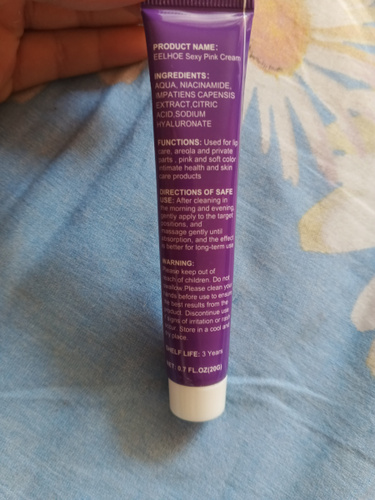 PRODUCT NAME:
EELHOE Sexy Pink Cream
INGREDIENTS:
AQUA, NIACINAMIDE,
IMPATIENS CAPENSIS
EXTRACT,CITRIC
ACID,SODIUM
HYALURONATE
FUNCTIONS: Used for lip
care, areola and private
parts , pink and soft color
intimate health and skin
care products
DIRECTIONS OF SAFE
USE: After cleaning in
the morning and evening,
gently apply to the target
positions, and
massage gently until
absorption, and the effect
is better for long-term use
WARNING:
Please keep out of
reach of children. Do not
swallow.Please clean your
hands before use to ensure
best results from the
product. Discontinue use
signs of irritation or rash
occur. Store in a cool and
dry place.
SHELF LIFE: 3 Years
NET: 0.7 FL.OZ(20G)